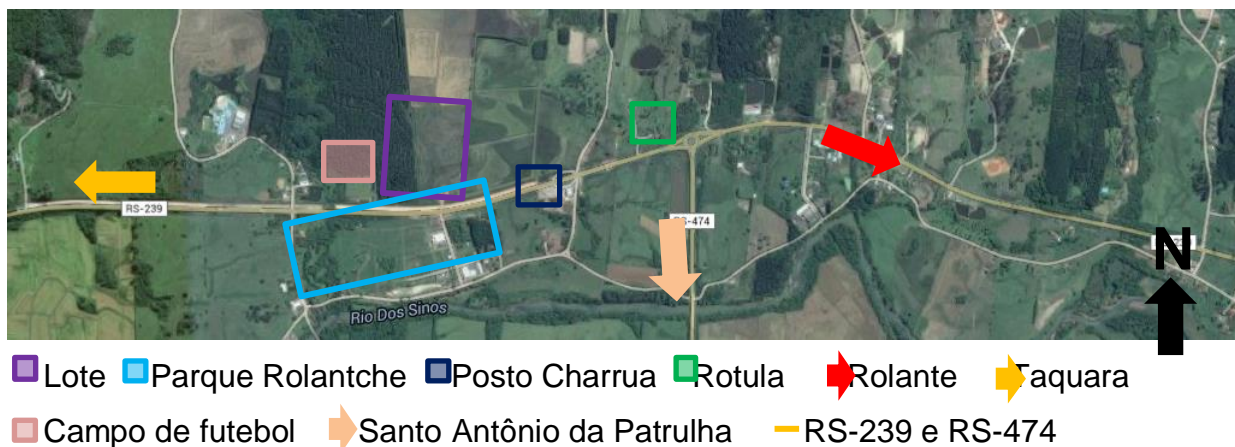 RS-239
RS-474
N
Rio Dos Sinos
Lote Parque Rolantche Posto Charrua Rotula Rolante Taquara
Campo de futebol Santo Antônio da Patrulha RS-239 e RS-474